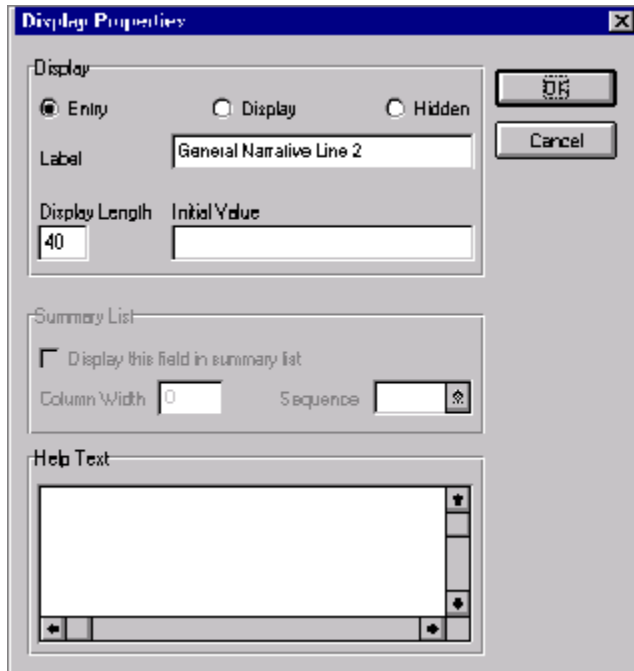 Display Properties
Display
OK
Entry Display Hidden
Cancel
Label General Narrative Line 2
Display Length Initial Value
40
Summary List
Display this field in summary list
Column Width 0 Sequence
Help Text